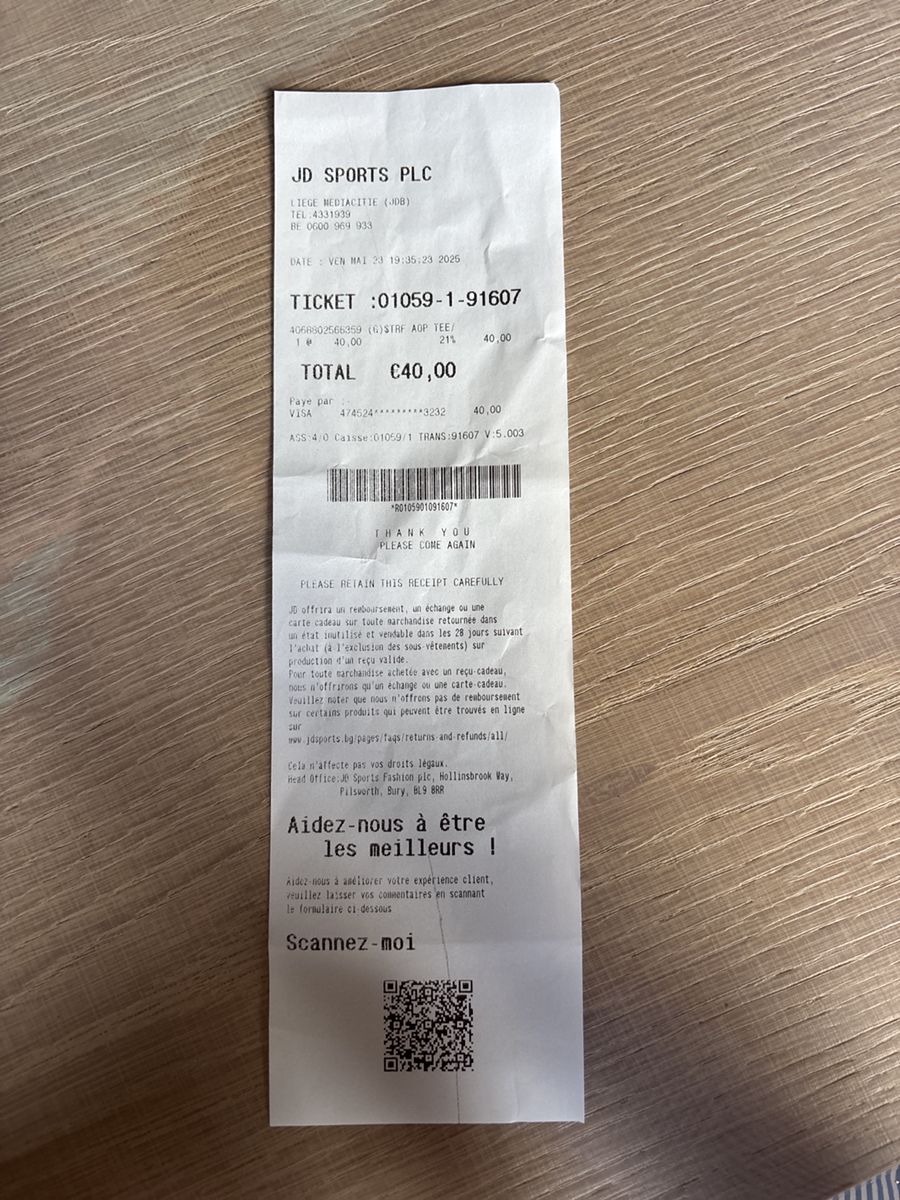 JD SPORTS PLC
LIEGE MEDIACITIE (JDB)
TEL:4331939
BE 0600 969 933
DATE : VEN MAI 23 19:35:23 2025
TICKET :01059-1-91607
4068802566359 (G)STRF AOP TEE/
1 @ 40,00 21% 40,00
TOTAL €40,00
Paye par :-
VISA 474524*********3232 40,00
ASS:4/0 Caisse:01059/1 TRANS:91607 V:5.003
*R0105901091607*
THANK YOU
PLEASE COME AGAIN
PLEASE RETAIN THIS RECEIPT CAREFULLY
JD offrira un remboursement, un échange ou une
carte cadeau sur toute marchandise retournée dans
un état inutilisé et vendable dans les 28 jours suivant
l'achat (à l'exclusion des sous-vêtements) sur
production d'un reçu valide.
Pour toute marchandise achetée avec un reçu-cadeau,
nous n'offrirons qu'un échange ou une carte-cadeau.
Veuillez noter que nous n'offrons pas de remboursement
sur certains produits qui peuvent être trouvés en ligne
sur
www.jdsports.bg/pages/faqs/returns-and-refunds/all/
Cela n'affecte pas vos droits légaux.
Head Office:JD Sports Fashion plc, Hollinsbrook Way,
Pilsworth, Bury, BL9 8RR
Aidez-nous à être
les meilleurs !
Aidez-nous à améliorer votre expérience client,
veuillez laisser vos commentaires en scannant
le formulaire ci-dessous
Scannez-moi